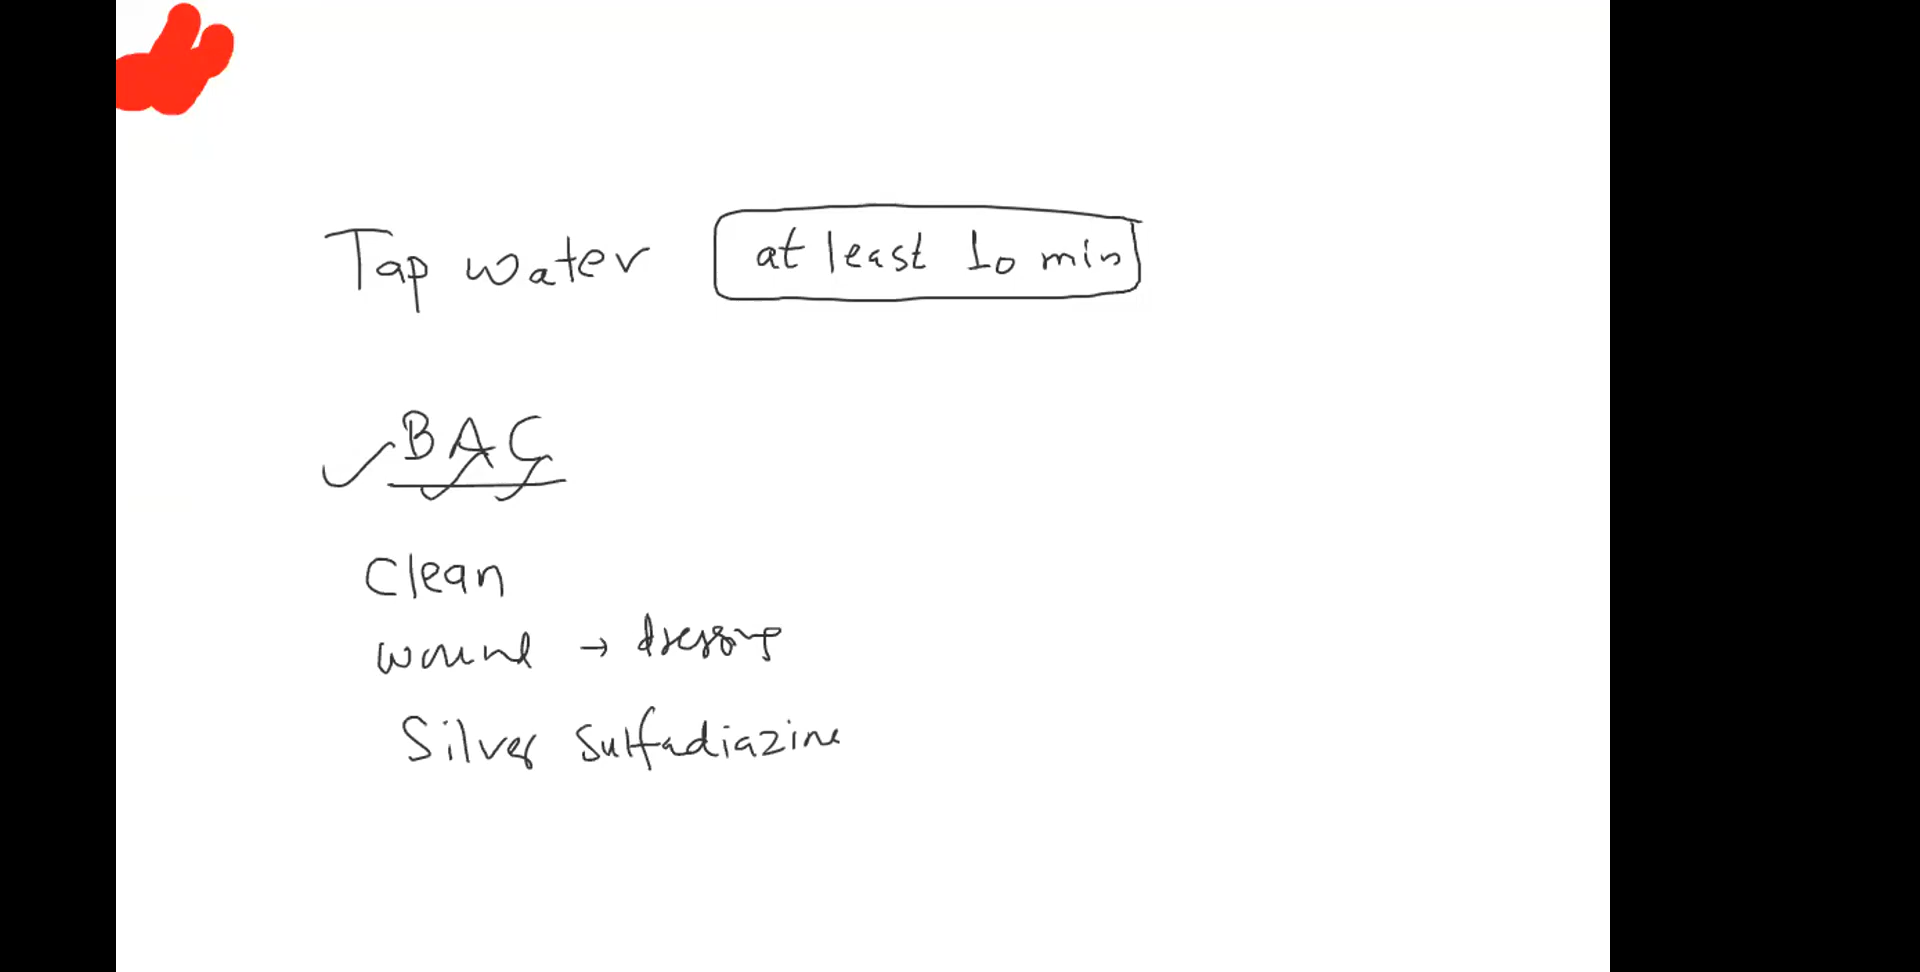 Tap water at least 10 min
BAC
Clean
wound → dressing
Silver sulfadiazine